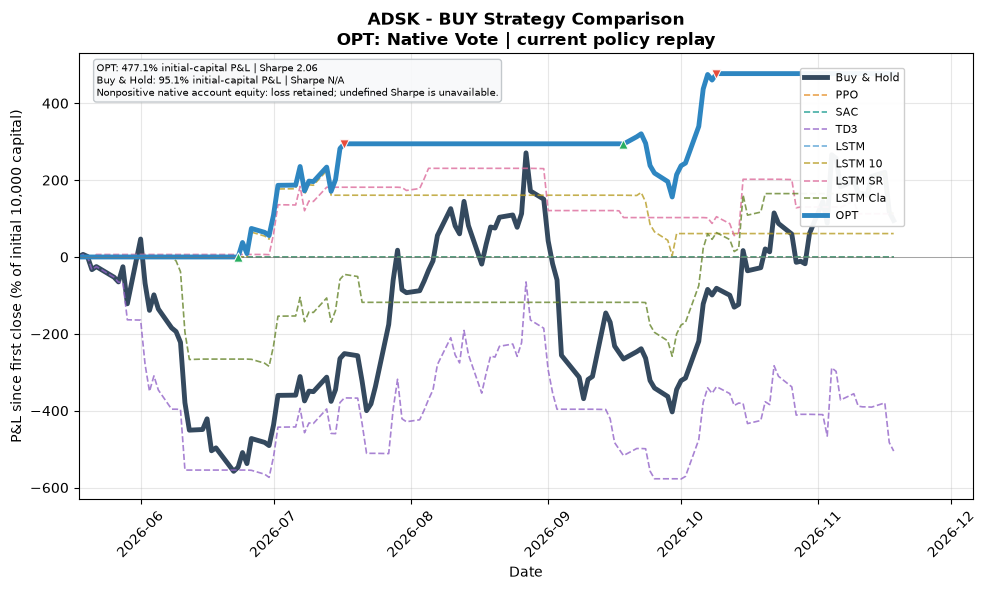 ADSK - BUY Strategy Comparison
OPT: Native Vote | current policy replay
OPT: 477.1% initial-capital P&L | Sharpe 2.06
Buy & Hold: 95.1% initial-capital P&L | Sharpe N/A
Nonpositive native account equity: loss retained; undefined Sharpe is unavailable.
Buy & Hold
PPO
SAC
TD3
LSTM
LSTM 10
LSTM SR
LSTM Cla
OPT
P&L since first close (% of initial 10,000 capital)
400
200
0
−200
−400
−600
2026-06
2026-07
2026-08
2026-09
2026-10
2026-11
2026-12
Date